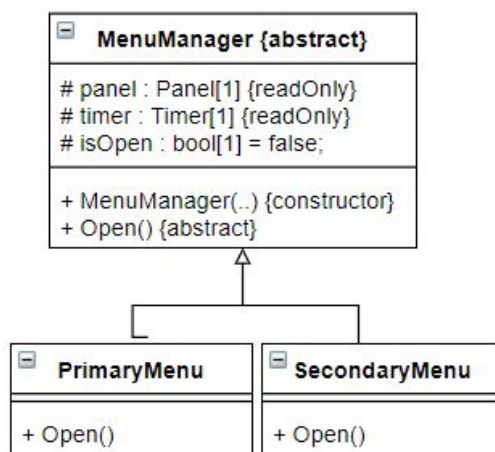 MenuManager {abstract}
# panel : Panel[1] {readOnly}
# timer : Timer[1] {readOnly}
# isOpen : bool[1] = false;
+ MenuManager(..) {constructor}
+ Open() {abstract}
PrimaryMenu
+ Open()
SecondaryMenu
+ Open()